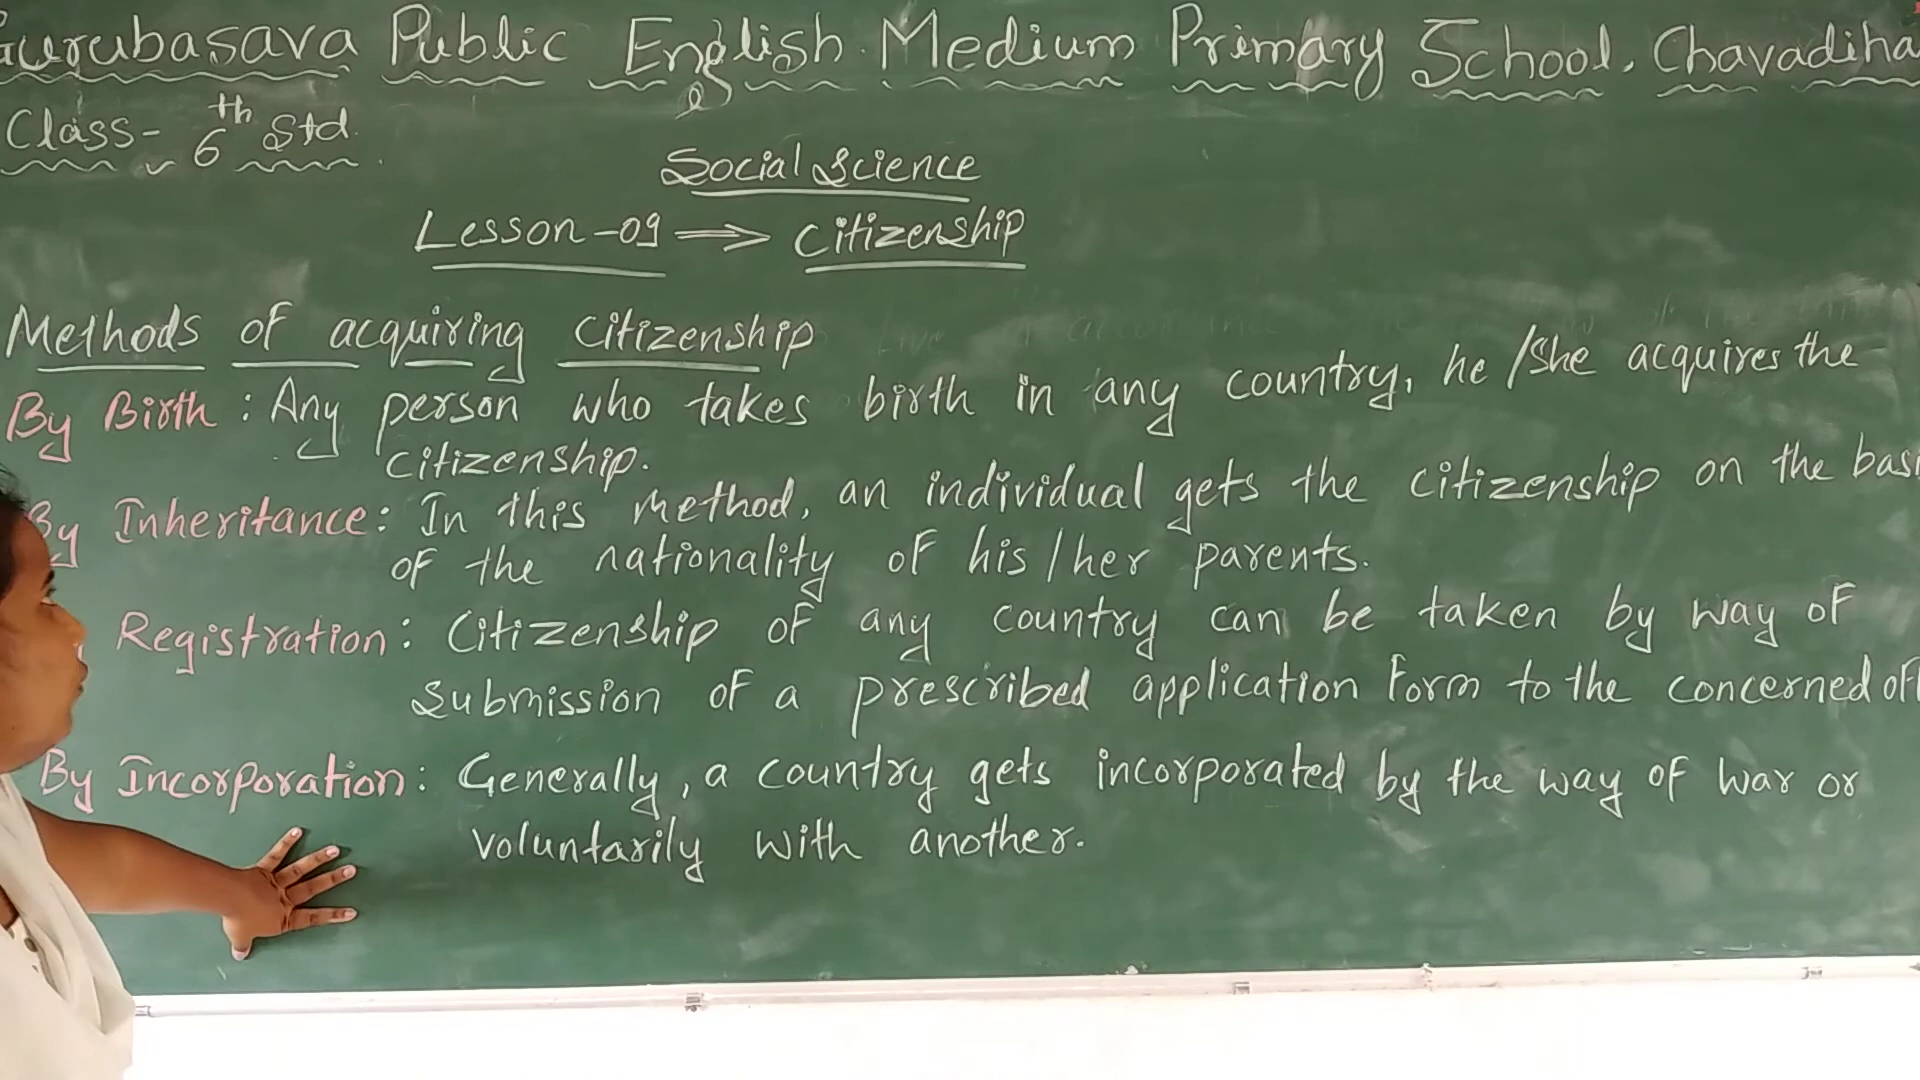 Gurubasava Public English Medium Primary School, Chavadiha
Class- 6th Std.
Social Science
Lesson-09 ⇒ Citizenship
Methods of acquiring citizenship
By Birth: Any person who takes birth in any country, he/she acquires the
citizenship.
By Inheritance: In this method, an individual gets the citizenship on the basi
of the nationality of his/her parents.
Registration: Citizenship of any country can be taken by way of
submission of a prescribed application form to the concerned off
By Incorporation: Generally, a country gets incorporated by the way of war or
voluntarily with another.